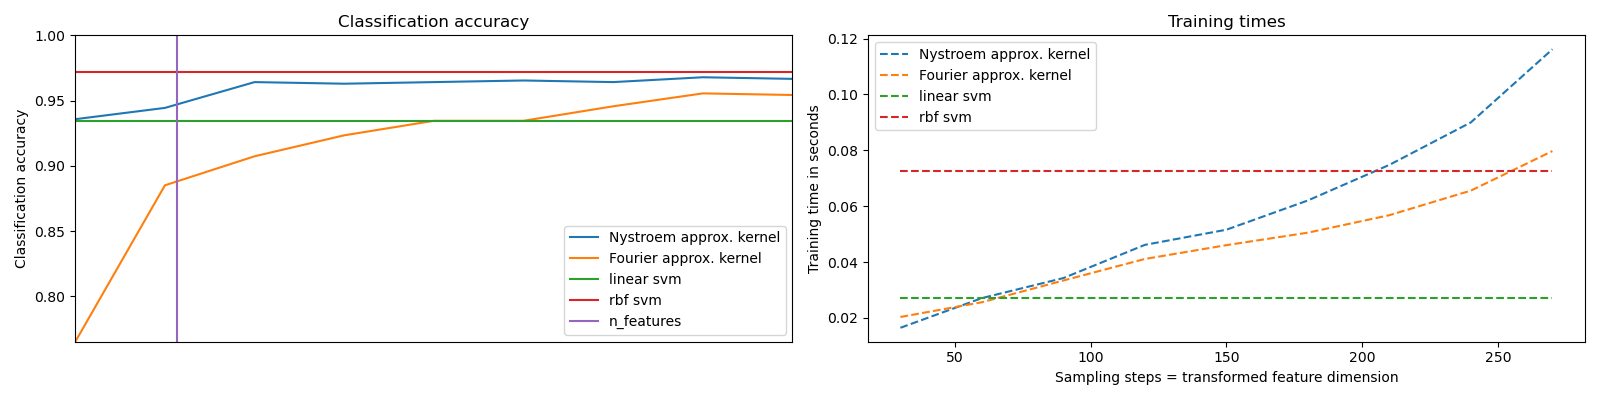 Classification accuracy
1.00
0.95
0.90
0.85
0.80
Classification accuracy
Nystroem approx. kernel
Fourier approx. kernel
linear svm
rbf svm
n_features
Training times
0.12
0.10
0.08
0.06
0.04
0.02
Training time in seconds
Nystroem approx. kernel
Fourier approx. kernel
linear svm
rbf svm
50
100
150
200
250
Sampling steps = transformed feature dimension